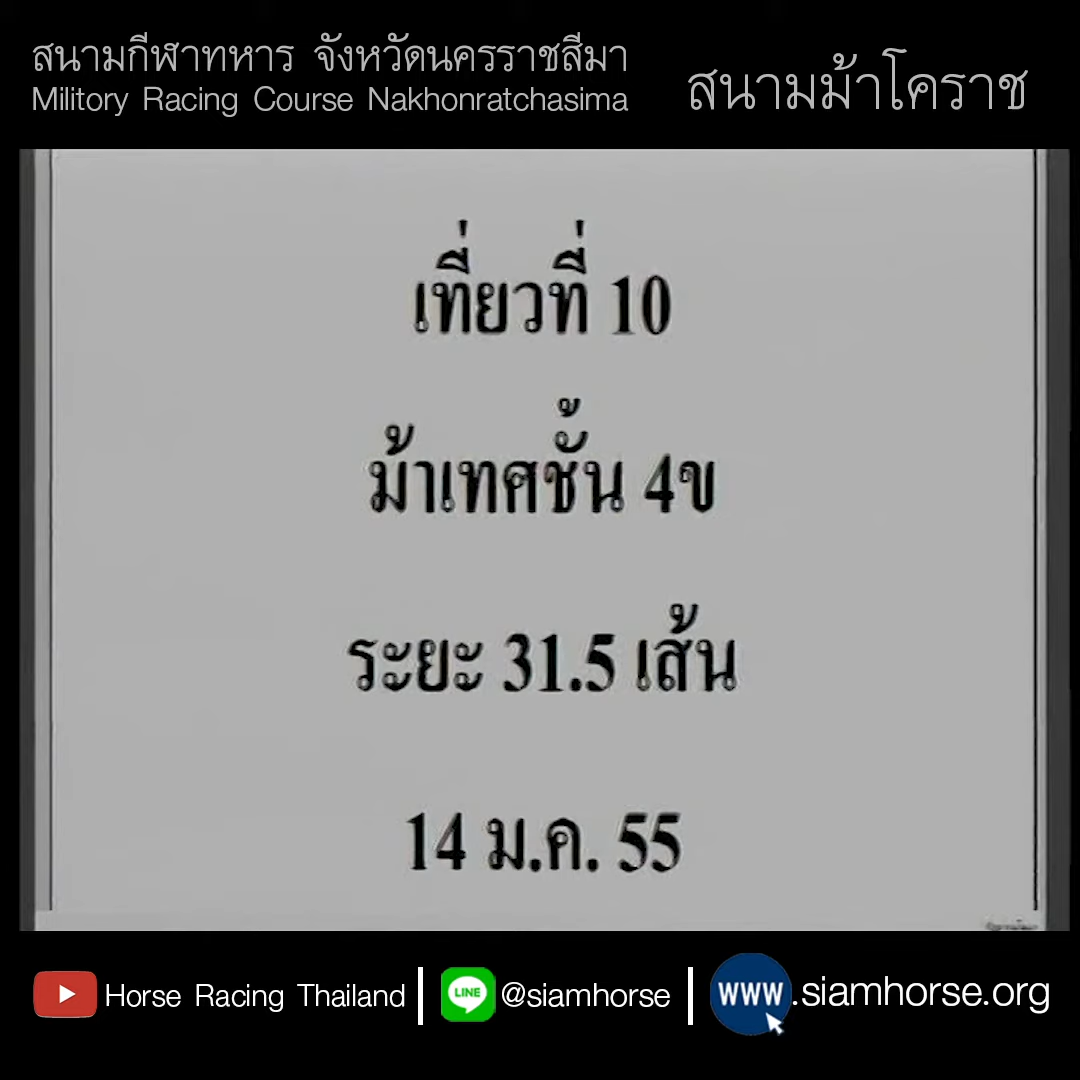 สนามกีฬาทหาร จังหวัดนครราชสีมา
Militory Racing Course Nakhonratchasima
สนามม้าโคราช
เที่ยวที่ 10
ม้าเทศชั้น 4ข
ระยะ 31.5 เส้น
14 ม.ค. 55
Horse Racing Thailand | LINE @siamhorse | www.siamhorse.org